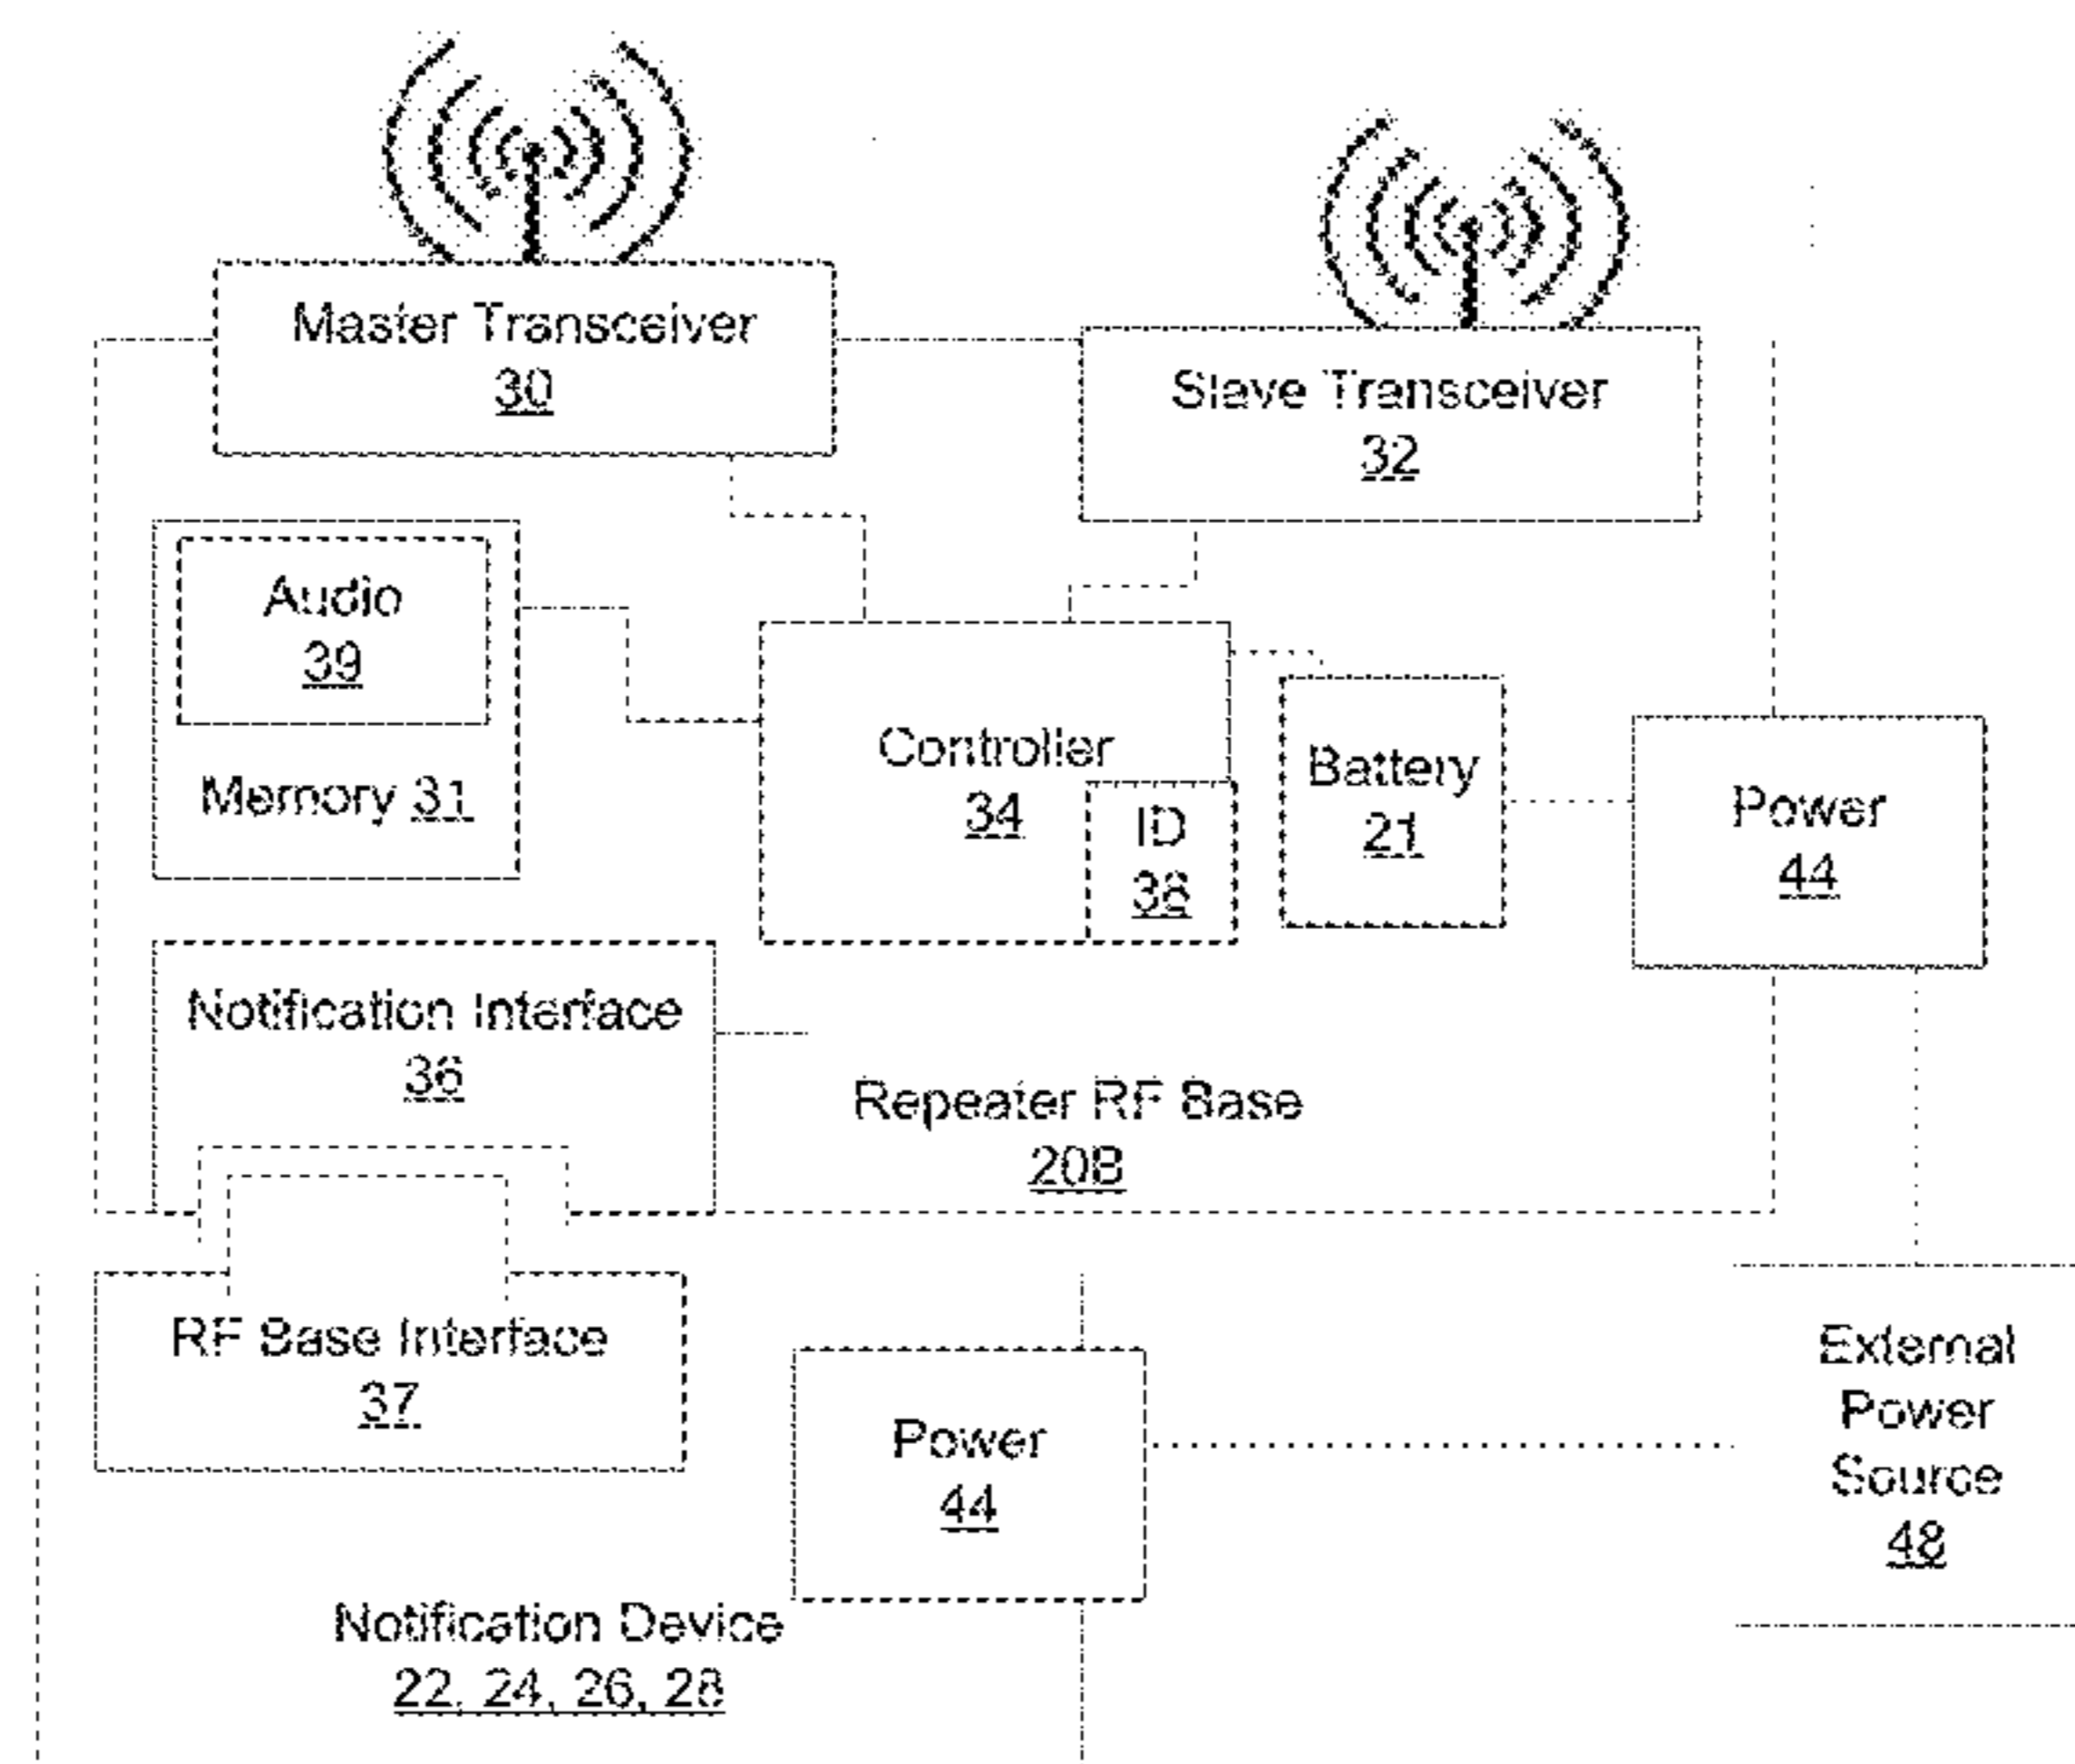 Master Transceiver
30
Slave Transceiver
32
Audio
39
Memory 31
Controller
34
ID
38
Battery
21
Power
44
Notification Interface
36
Repeater RF Base
20B
RF Base Interface
37
Power
44
External
Power
Source
48
Notification Device
22, 24, 26, 28